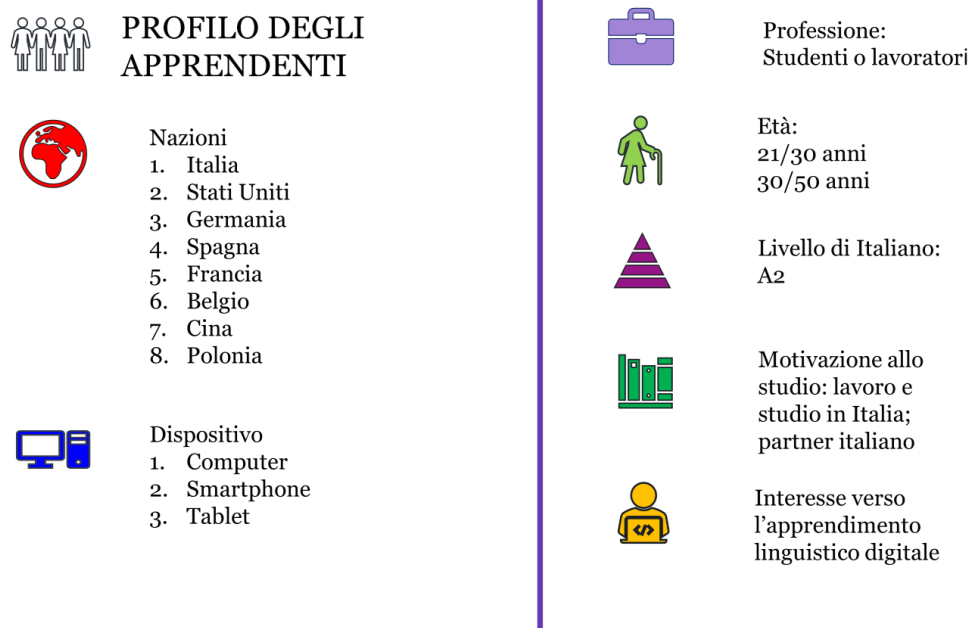 PROFILO DEGLI
APPRENDENTI
Nazioni
1. Italia
2. Stati Uniti
3. Germania
4. Spagna
5. Francia
6. Belgio
7. Cina
8. Polonia
Dispositivo
1. Computer
2. Smartphone
3. Tablet
Professione:
Studenti o lavoratori
Età:
21/30 anni
30/50 anni
Livello di Italiano:
A2
Motivazione allo
studio: lavoro e
studio in Italia;
partner italiano
Interesse verso
l’apprendimento
linguistico digitale